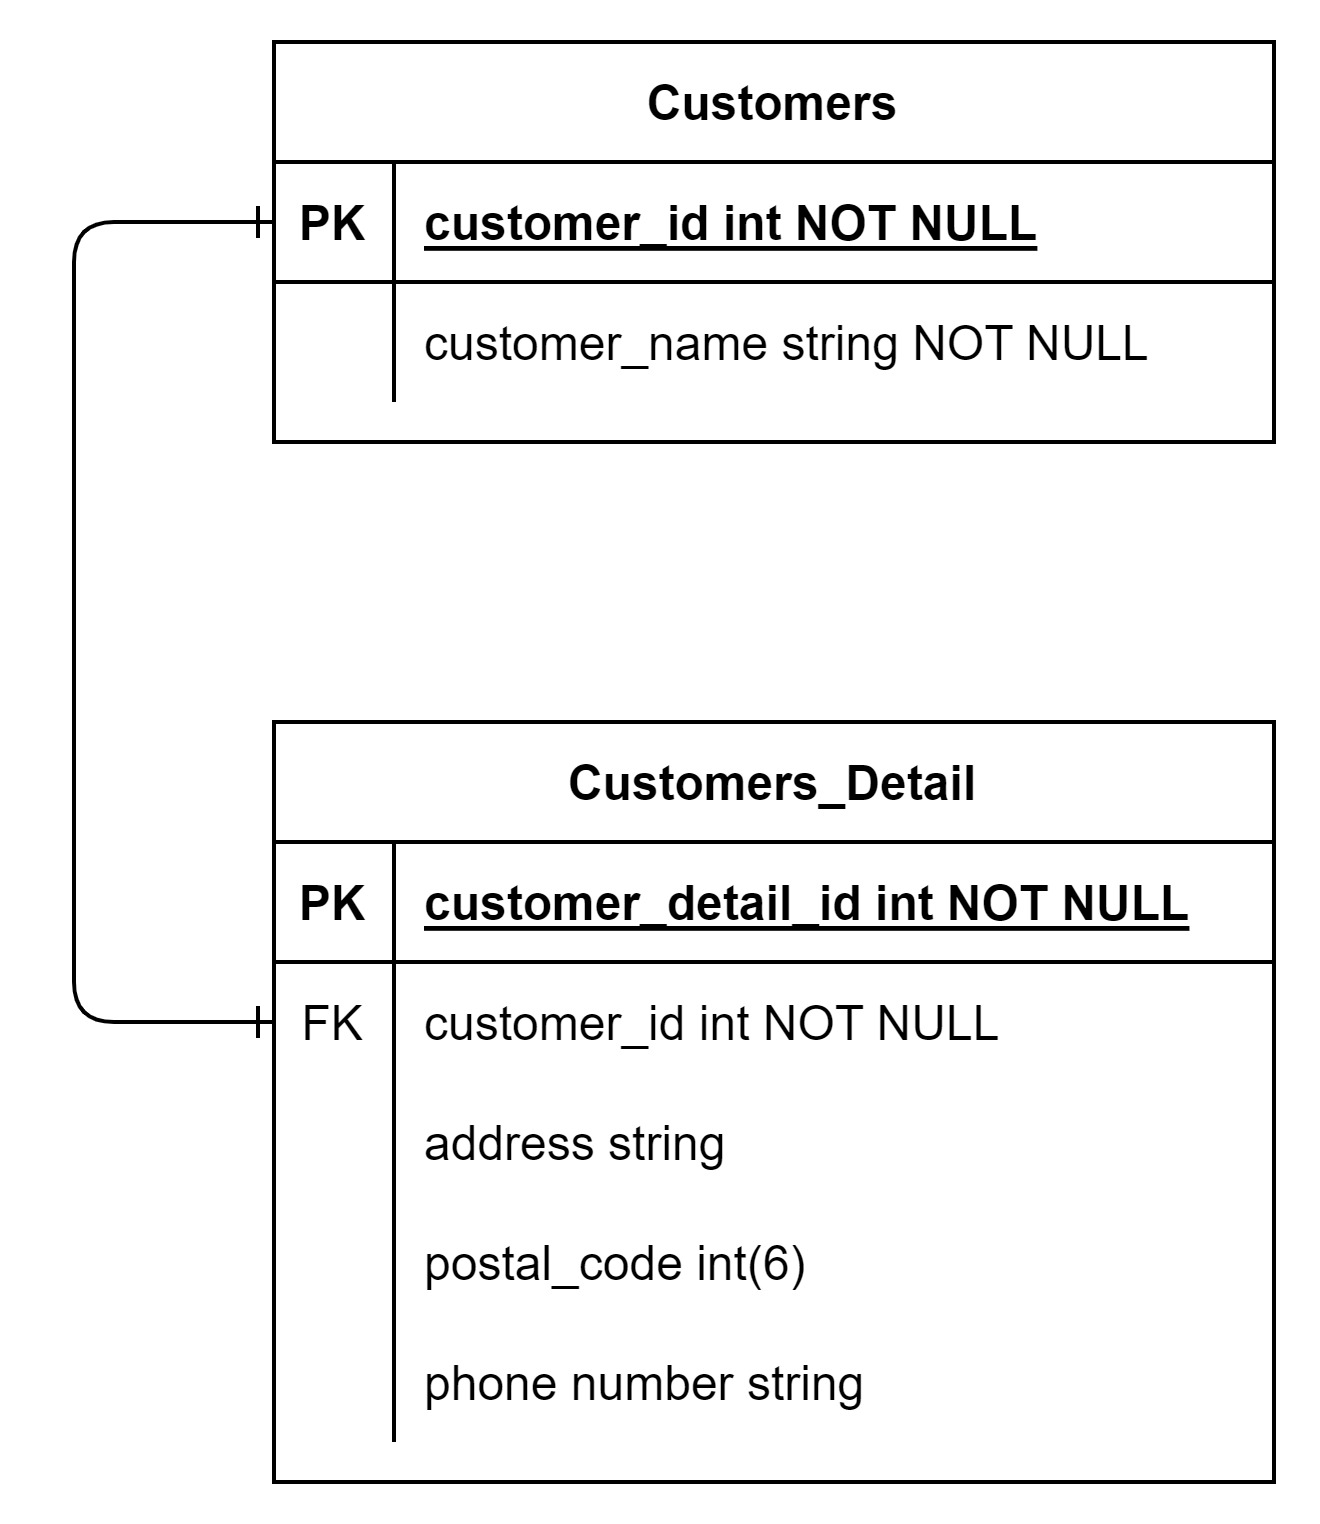 Customers
PK customer_id int NOT NULL
customer_name string NOT NULL
Customers_Detail
PK customer_detail_id int NOT NULL
FK customer_id int NOT NULL
address string
postal_code int(6)
phone number string